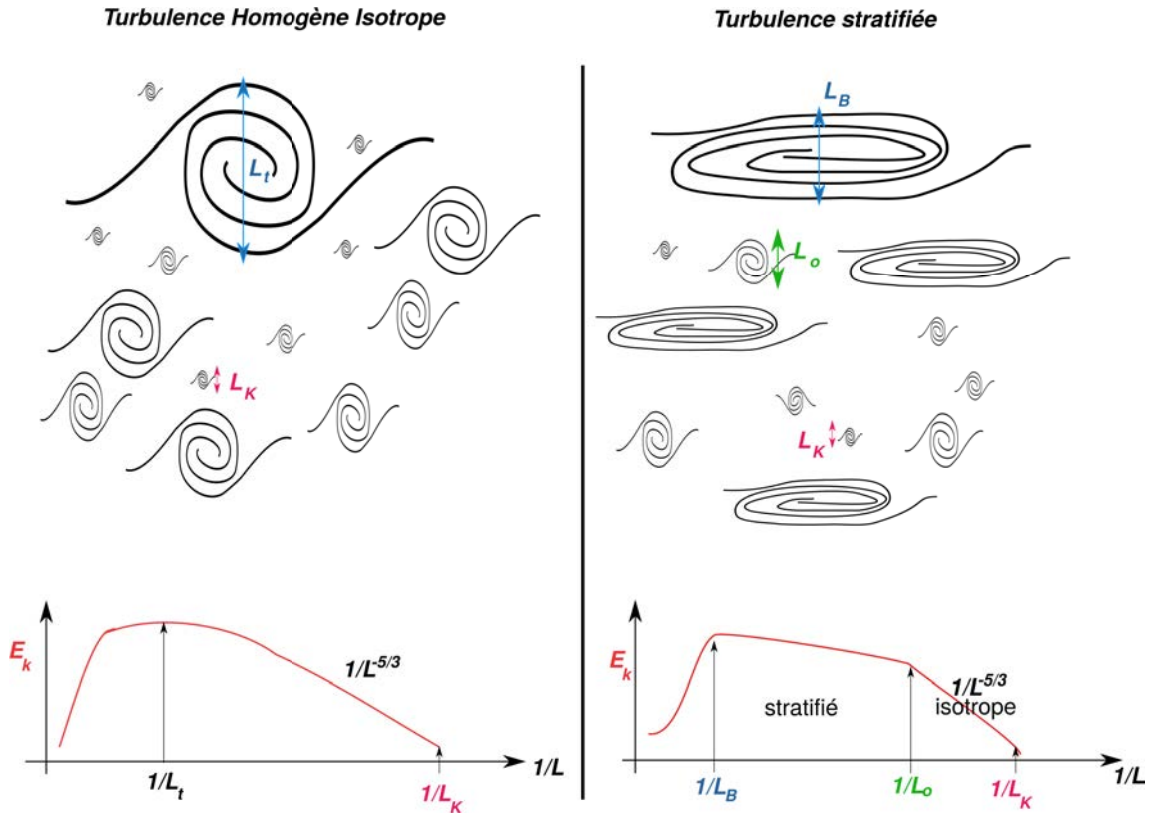 Turbulence Homogène Isotrope
L_t
L_K
E_k
1/L^-5/3
1/L
1/L_t
1/L_K
Turbulence stratifiée
L_B
L_o
L_K
E_k
1/L^-5/3
stratifié
isotrope
1/L
1/L_B
1/L_o
1/L_K